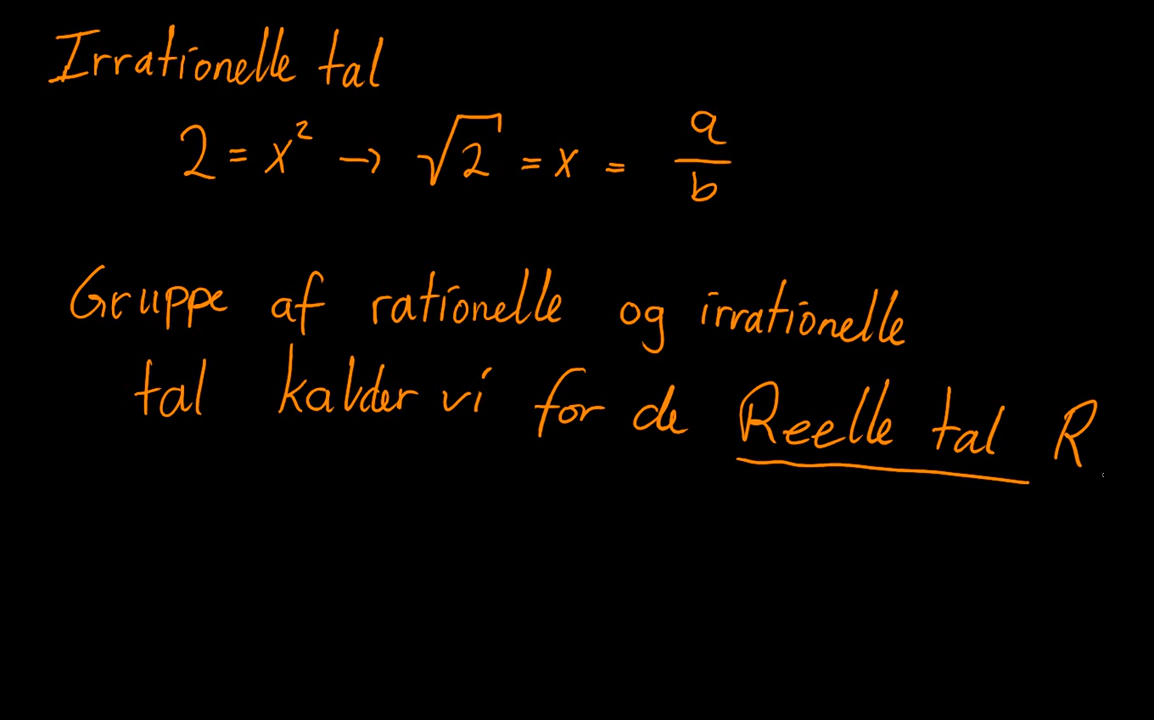 Irrationelle tal
2 = x² → √2 = x = a/b
Gruppe af rationelle og irrationelle
tal kalder vi for de Reelle tal R